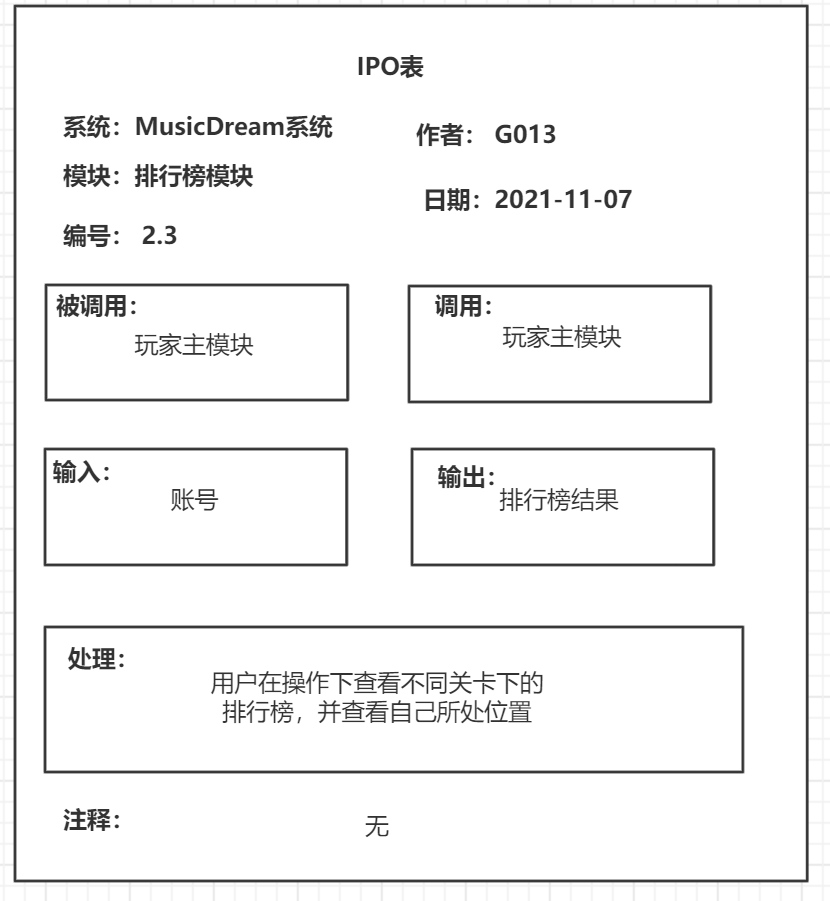 IPO表
系统：MusicDream系统
作者： G013
模块：排行榜模块
日期：2021-11-07
编号： 2.3
被调用：
玩家主模块
调用：
玩家主模块
输入：
账号
输出：
排行榜结果
处理：
用户在操作下查看不同关卡下的
排行榜，并查看自己所处位置
注释：
无